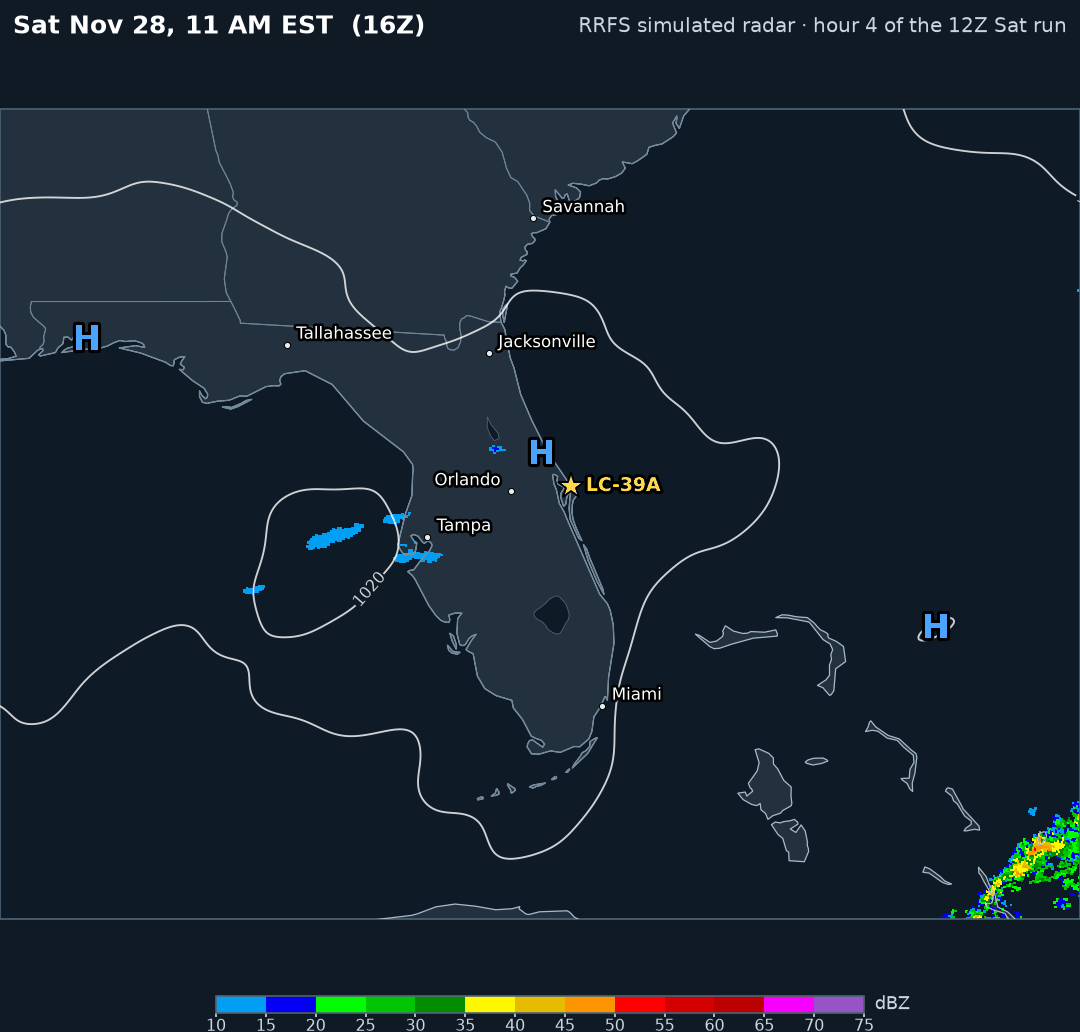 Sat Nov 28, 11 AM EST (16Z)
RRFS simulated radar · hour 4 of the 12Z Sat run
Savannah
H
Tallahassee
Jacksonville
H
Orlando
LC-39A
Tampa
1020
H
Miami
dBZ
10 15 20 25 30 35 40 45 50 55 60 65 70 75